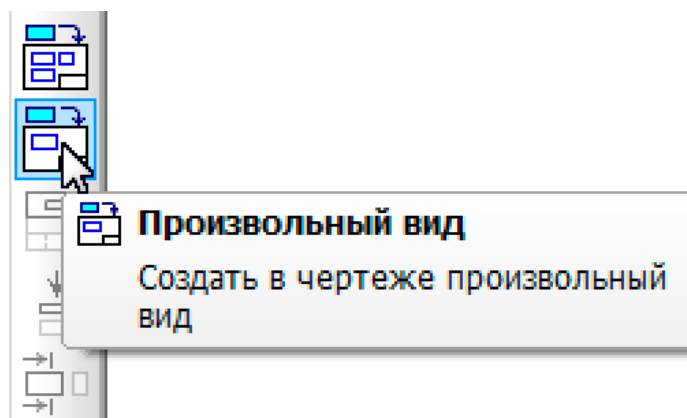 Произвольный вид
Создать в чертеже произвольный
вид